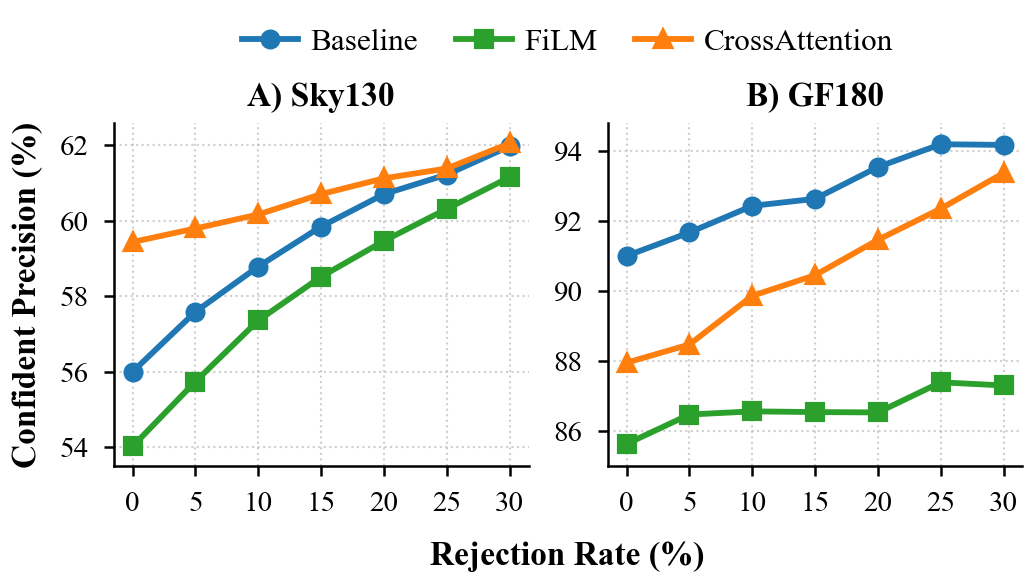 Baseline FiLM CrossAttention
A) Sky130
B) GF180
Confident Precision (%)
62
60
58
56
54
0 5 10 15 20 25 30
94
92
90
88
86
0 5 10 15 20 25 30
Rejection Rate (%)